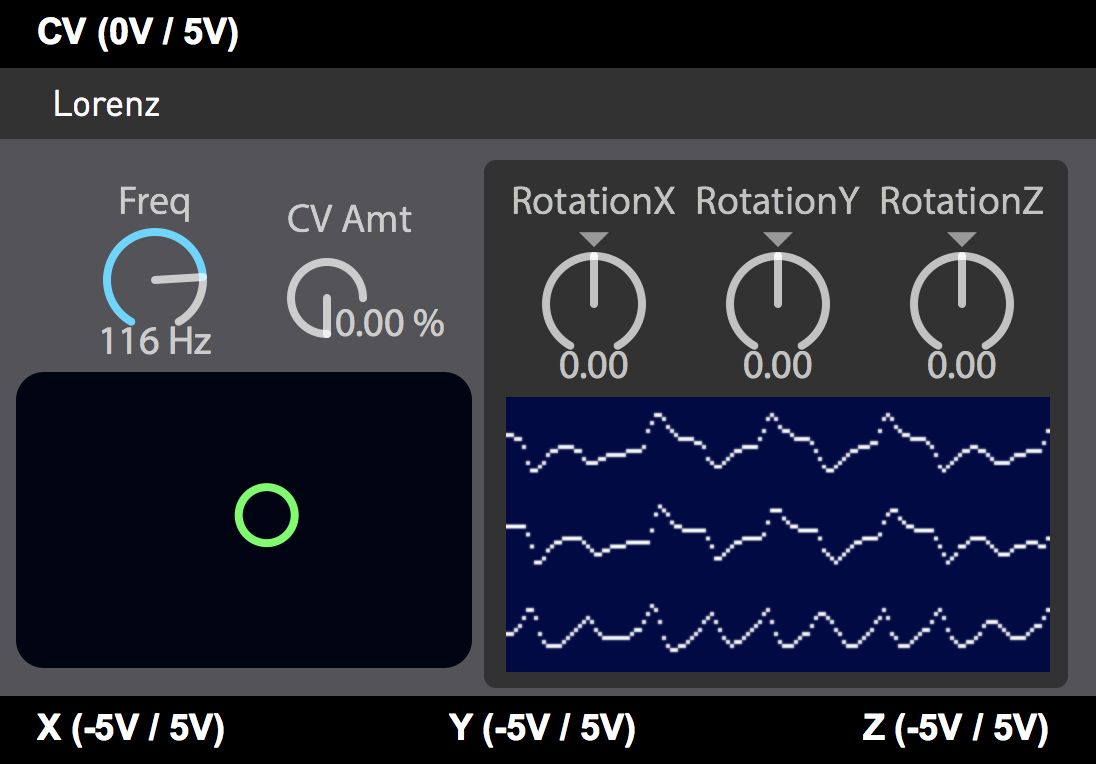 CV (0V / 5V)
Lorenz
Freq
CV Amt
116 Hz
0.00 %
RotationX RotationY RotationZ
0.00 0.00 0.00
X (-5V / 5V) Y (-5V / 5V) Z (-5V / 5V)